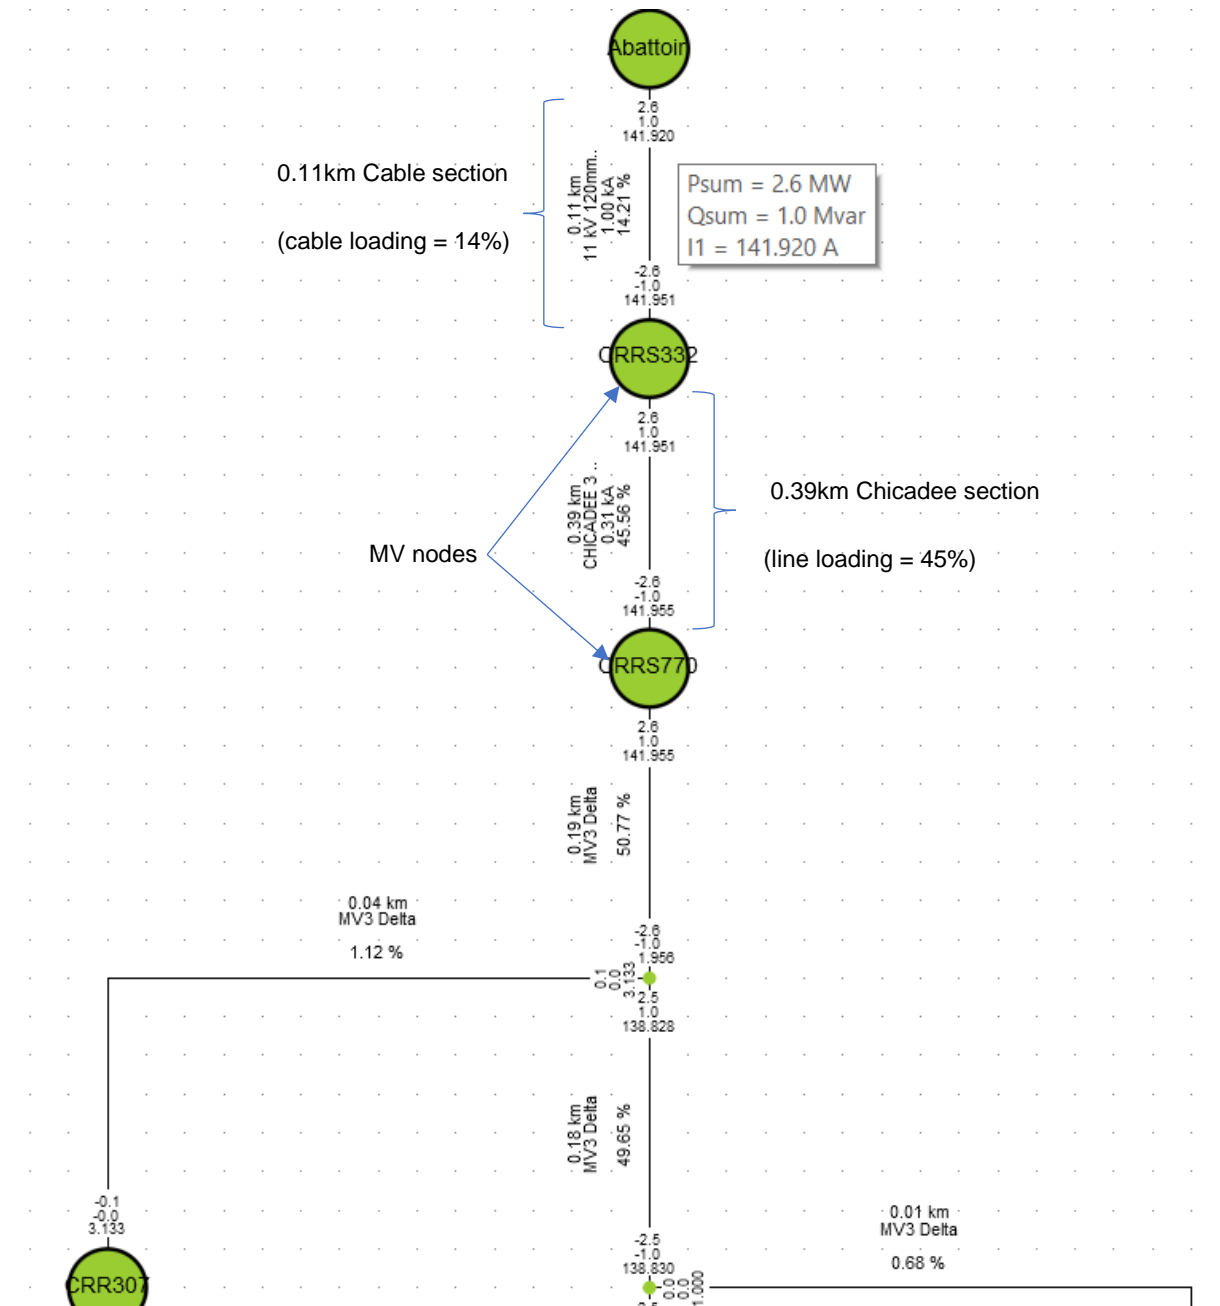 Abattoir
2.6
1.0
141.920
0.11km Cable section
(cable loading = 14%)
0.11 km
11 kV 120mm..
1.00 kA
14.21 %
Psum = 2.6 MW
Qsum = 1.0 Mvar
I1 = 141.920 A
-2.6
-1.0
141.951
CRRS332
2.6
1.0
141.951
0.39 km
CHICADEE 3 ..
0.31 kA
45.56 %
0.39km Chicadee section
(line loading = 45%)
MV nodes
-2.6
-1.0
141.955
CRRS770
2.6
1.0
141.955
0.19 km
MV3 Delta
50.77 %
0.04 km
MV3 Delta
1.12 %
-2.6
-1.0
1.956
0.1
0.0
3.133
2.5
1.0
138.828
0.18 km
MV3 Delta
49.65 %
-0.1
-0.0
3.133
CRR307
0.01 km
MV3 Delta
0.68 %
-2.5
-1.0
138.830
0.0
0.0
1.000